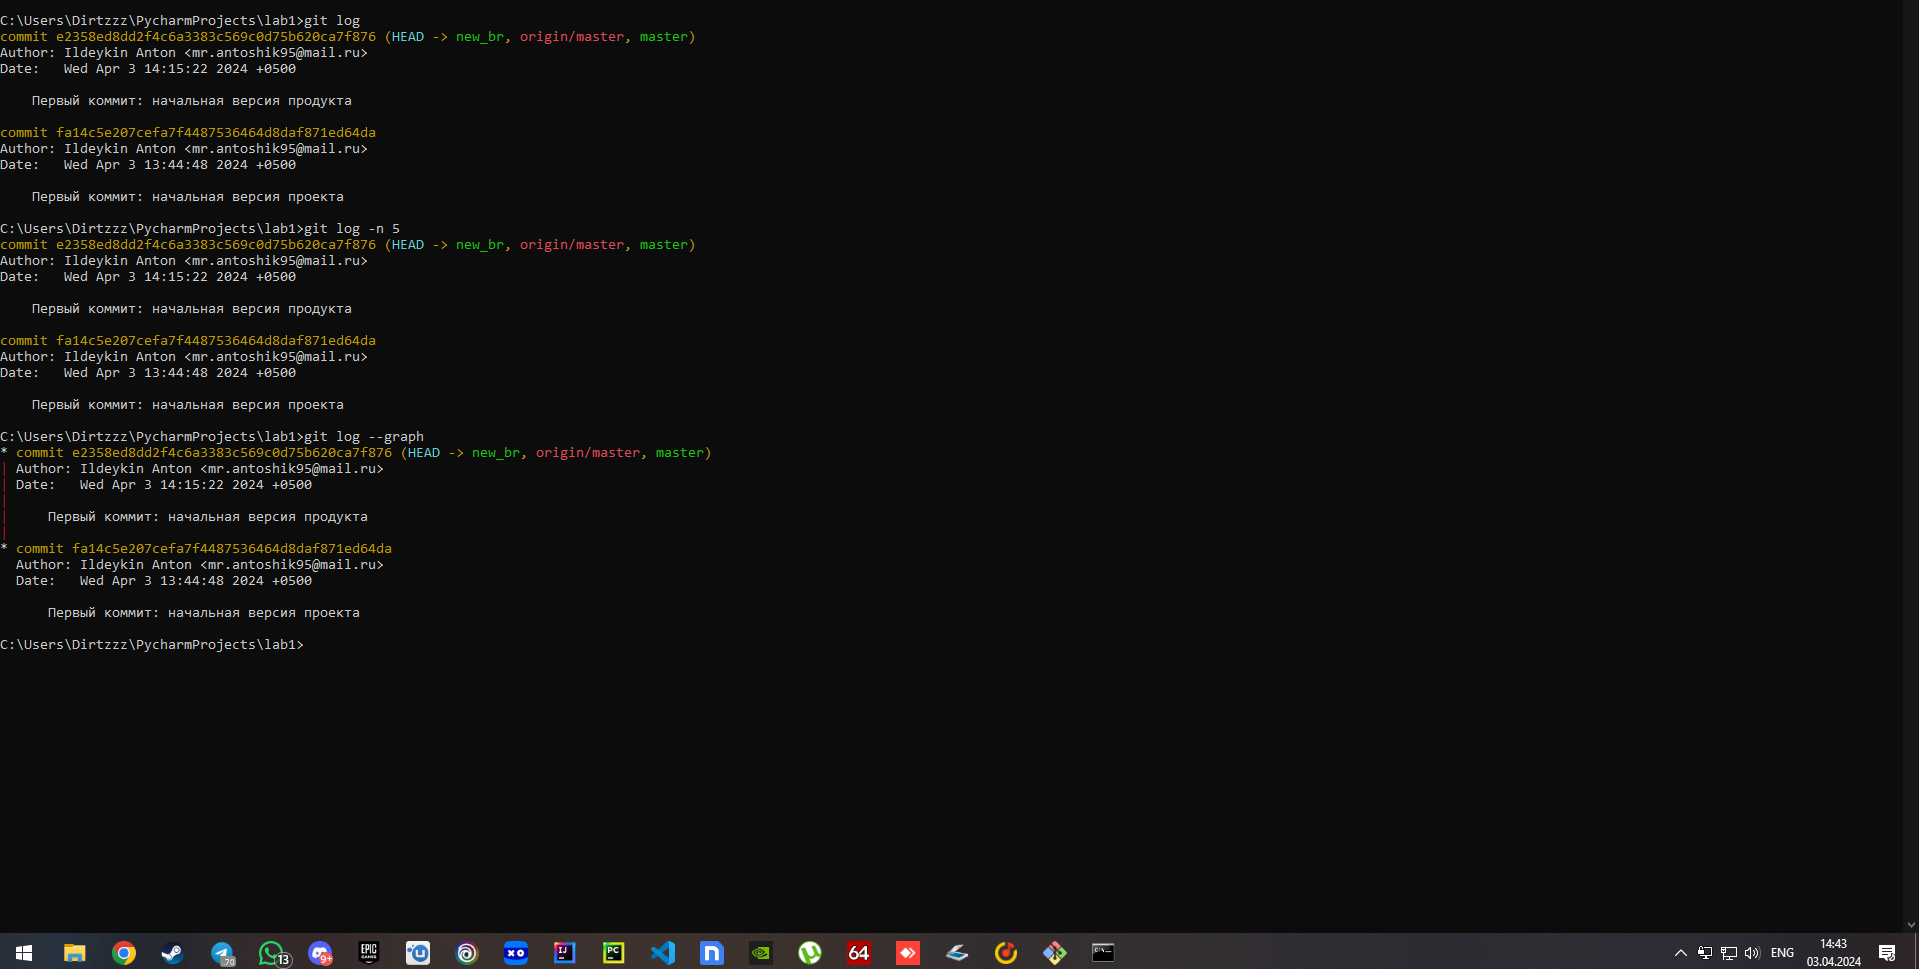 C:\Users\Dirtzzz\PycharmProjects\lab1>git log
commit e2358ed8dd2f4c6a3383c569c0d75b620ca7f876 (HEAD -> new_br, origin/master, master)
Author: Ildeykin Anton <mr.antoshik95@mail.ru>
Date:   Wed Apr 3 14:15:22 2024 +0500
Первый коммит: начальная версия продукта
commit fa14c5e207cefa7f4487536464d8daf871ed64da
Author: Ildeykin Anton <mr.antoshik95@mail.ru>
Date:   Wed Apr 3 13:44:48 2024 +0500
Первый коммит: начальная версия проекта
C:\Users\Dirtzzz\PycharmProjects\lab1>git log -n 5
commit e2358ed8dd2f4c6a3383c569c0d75b620ca7f876 (HEAD -> new_br, origin/master, master)
Author: Ildeykin Anton <mr.antoshik95@mail.ru>
Date:   Wed Apr 3 14:15:22 2024 +0500
Первый коммит: начальная версия продукта
commit fa14c5e207cefa7f4487536464d8daf871ed64da
Author: Ildeykin Anton <mr.antoshik95@mail.ru>
Date:   Wed Apr 3 13:44:48 2024 +0500
Первый коммит: начальная версия проекта
C:\Users\Dirtzzz\PycharmProjects\lab1>git log --graph
* commit e2358ed8dd2f4c6a3383c569c0d75b620ca7f876 (HEAD -> new_br, origin/master, master)
| Author: Ildeykin Anton <mr.antoshik95@mail.ru>
| Date:   Wed Apr 3 14:15:22 2024 +0500
|
|     Первый коммит: начальная версия продукта
|
* commit fa14c5e207cefa7f4487536464d8daf871ed64da
Author: Ildeykin Anton <mr.antoshik95@mail.ru>
Date:   Wed Apr 3 13:44:48 2024 +0500
Первый коммит: начальная версия проекта
C:\Users\Dirtzzz\PycharmProjects\lab1>
70 13 9+ EPIC GAMES XO IJ PC 64 ENG 14:43
03.04.2024